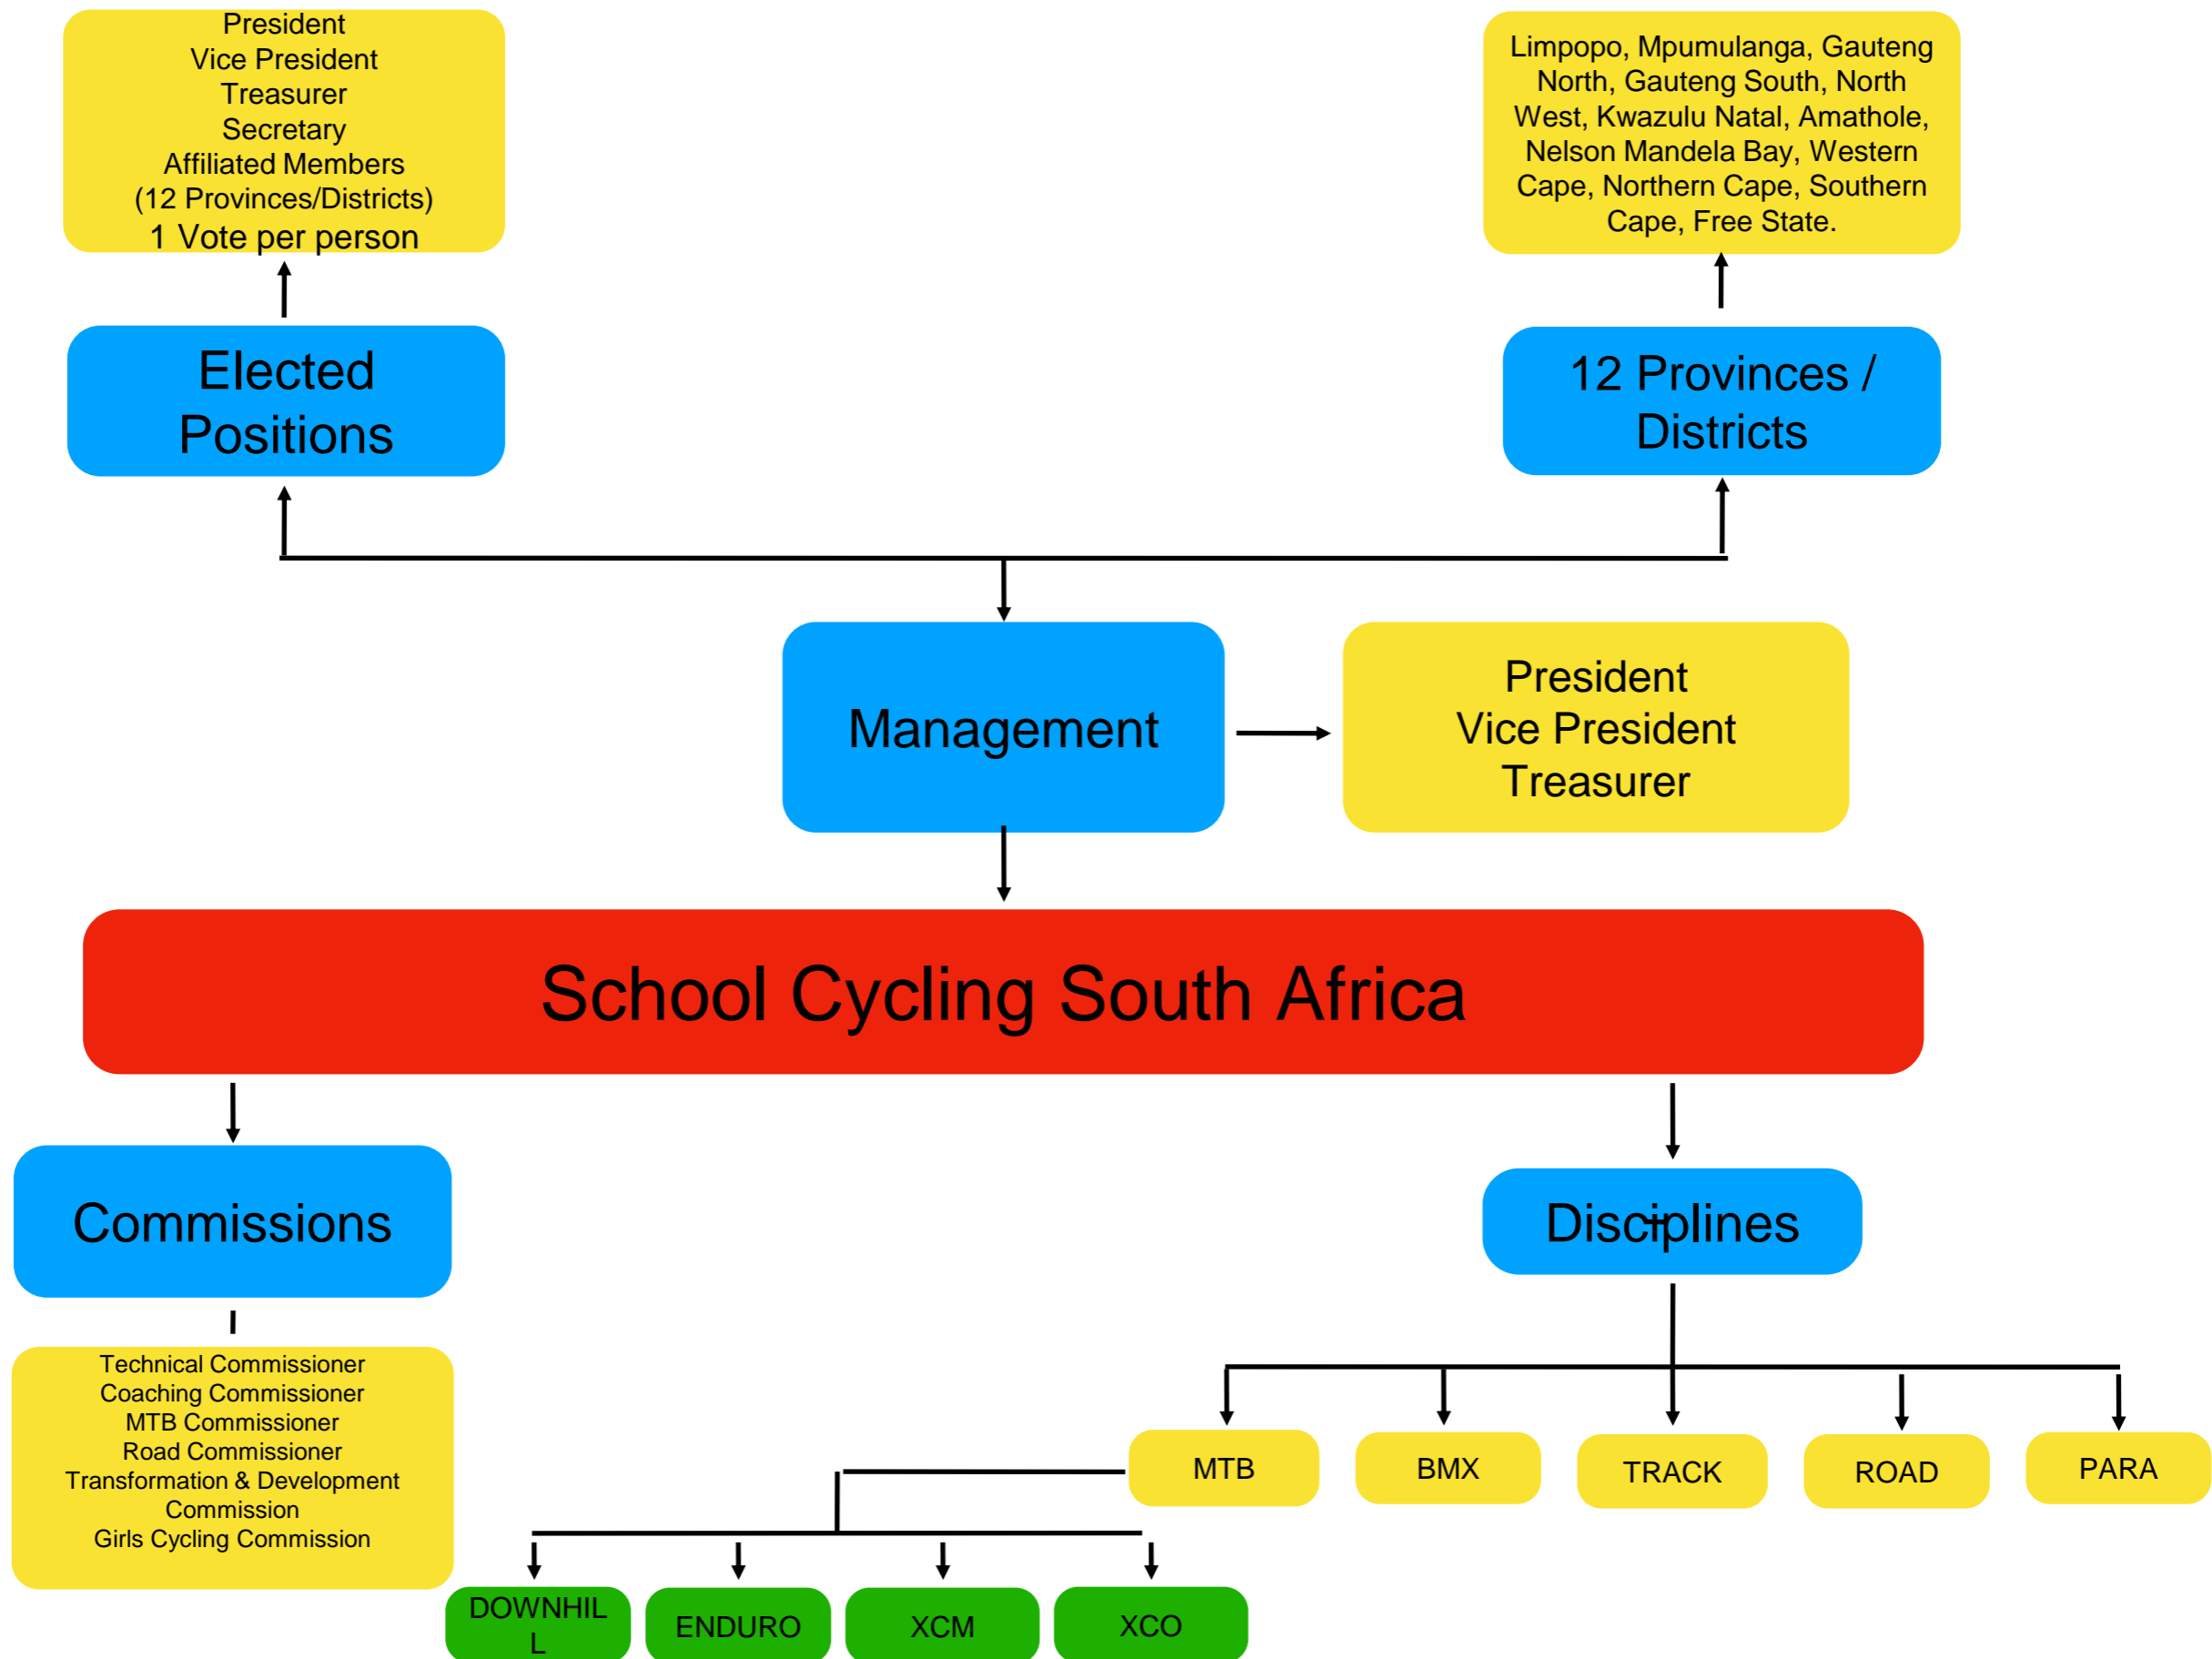 President
Vice President
Treasurer
Secretary
Affiliated Members
(12 Provinces/Districts)
1 Vote per person
Limpopo, Mpumulanga, Gauteng
North, Gauteng South, North
West, Kwazulu Natal, Amathole,
Nelson Mandela Bay, Western
Cape, Northern Cape, Southern
Cape, Free State.
Elected
Positions
12 Provinces /
Districts
Management
President
Vice President
Treasurer
School Cycling South Africa
Commissions
Disciplines
Technical Commissioner
Coaching Commissioner
MTB Commissioner
Road Commissioner
Transformation & Development
Commission
Girls Cycling Commission
MTB
BMX
TRACK
ROAD
PARA
DOWNHIL
L
ENDURO
XCM
XCO